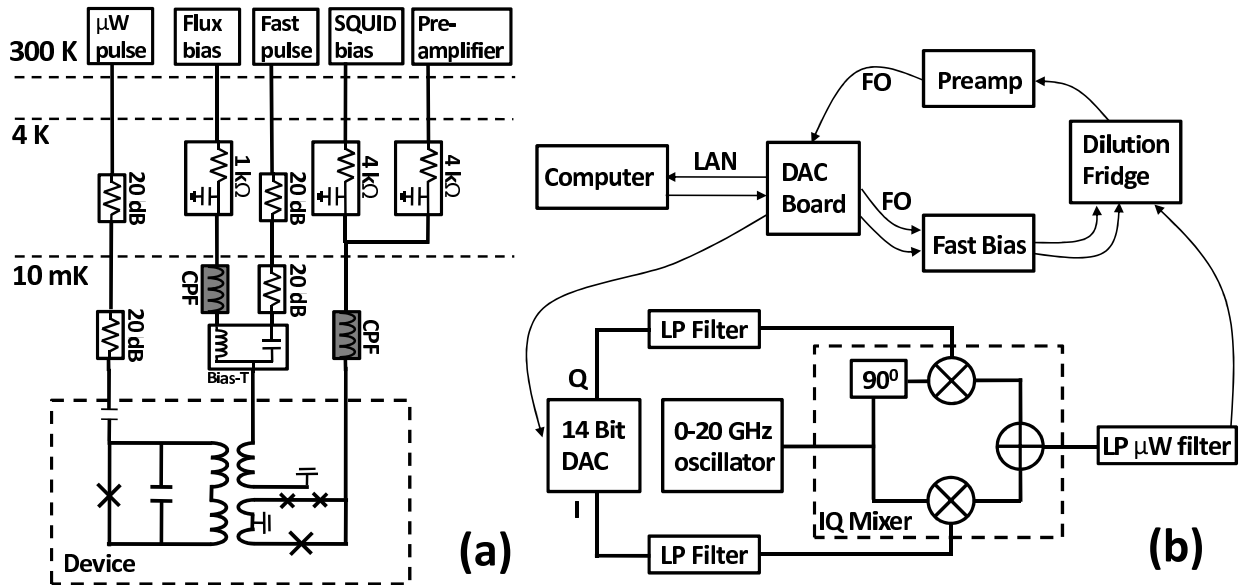 μW
pulse
Flux
bias
Fast
pulse
SQUID
bias
Pre-
amplifier
300 K
4 K
20 dB
1 kΩ
20 dB
4 kΩ
4 kΩ
10 mK
20 dB
CPF
20 dB
CPF
Bias-T
Device
(a)
Preamp
FO
Dilution
Fridge
Computer
LAN
DAC
Board
FO
Fast Bias
LP Filter
Q
90⁰
14 Bit
DAC
0-20 GHz
oscillator
LP μW filter
I
IQ Mixer
LP Filter
(b)